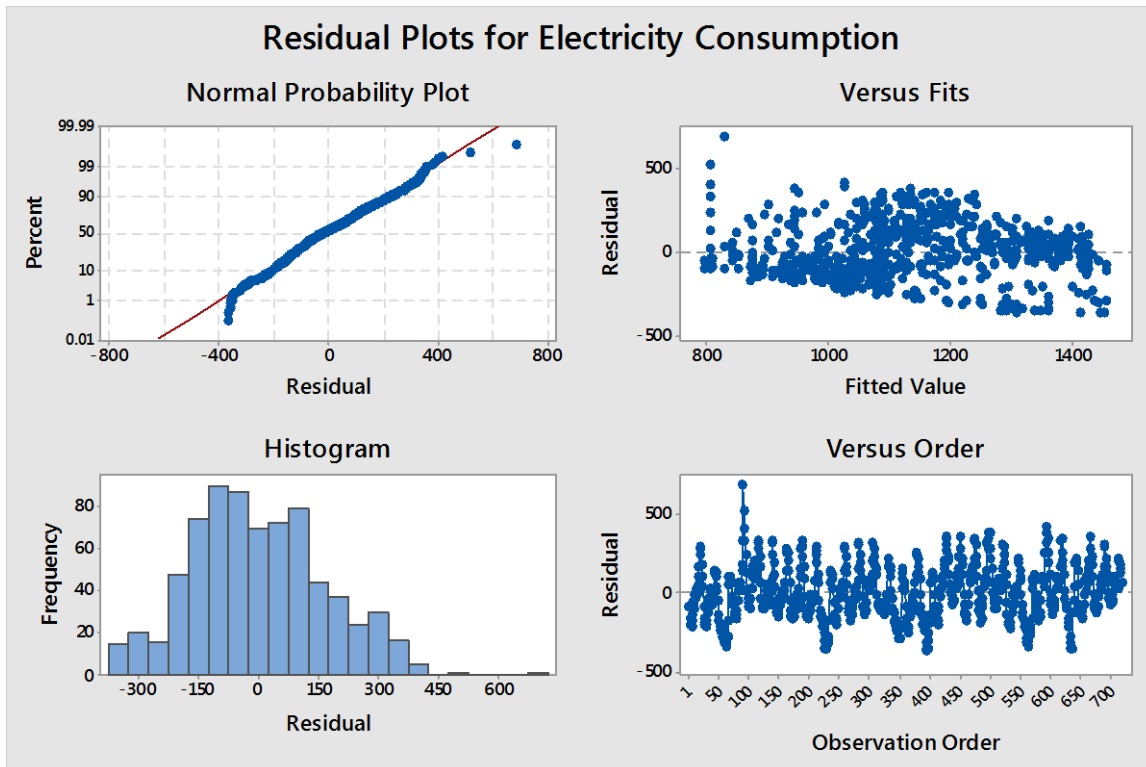 Residual Plots for Electricity Consumption
Normal Probability Plot
99.99
99
90
50
10
1
0.01
Percent
-800 -400 0 400 800
Residual
Versus Fits
500
0
-500
Residual
800 1000 1200 1400
Fitted Value
Histogram
80
60
40
20
0
Frequency
-300 -150 0 150 300 450 600
Residual
Versus Order
500
0
-500
Residual
1 50 100 150 200 250 300 350 400 450 500 550 600 650 700
Observation Order